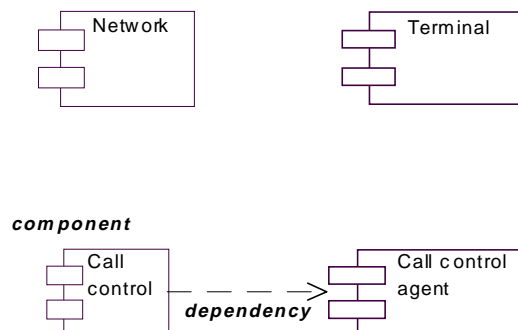 Network
Terminal
component
Call
control
dependency
Call control
agent